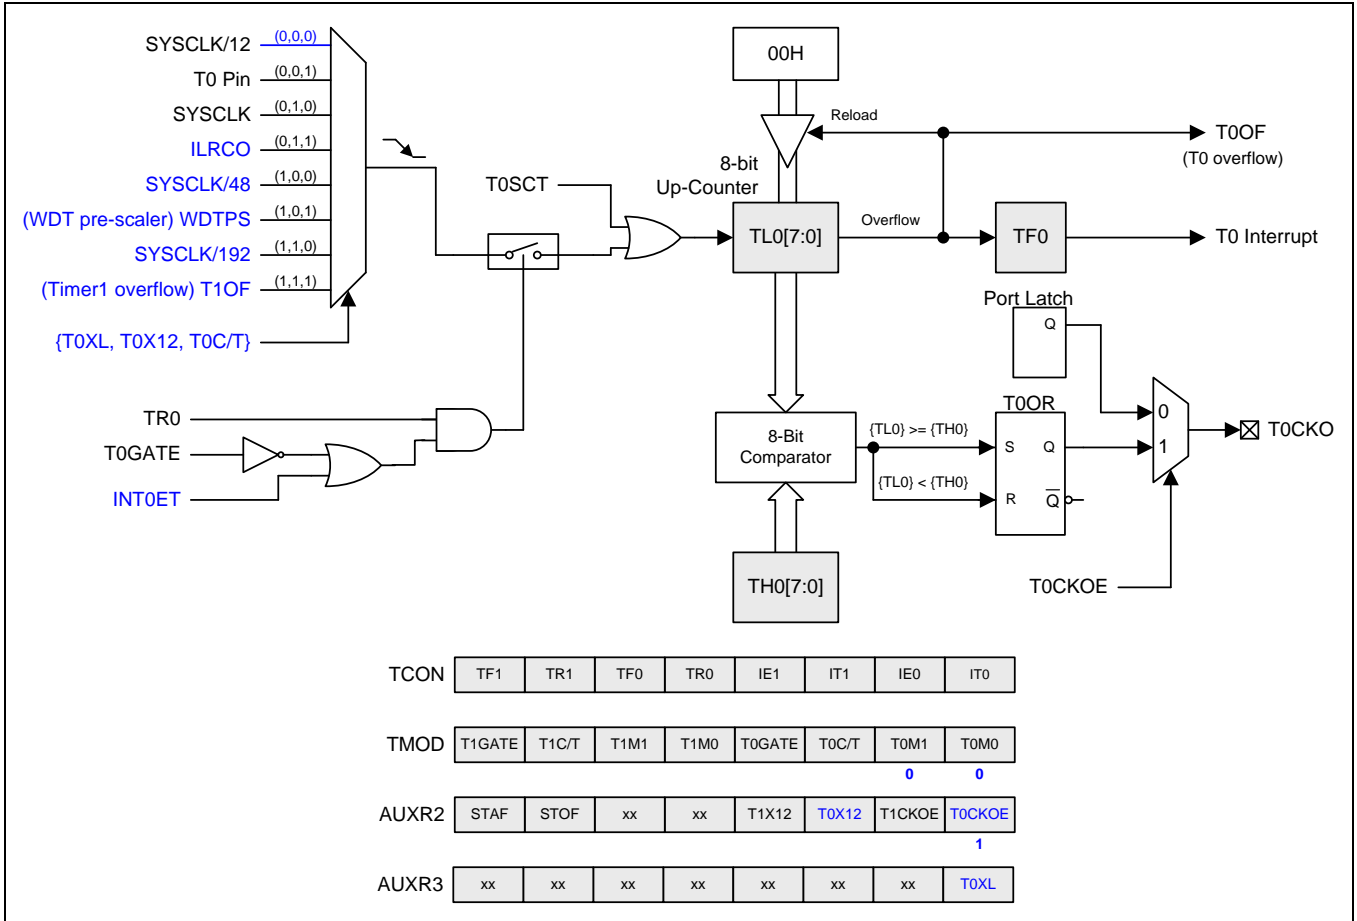 SYSCLK/12 (0,0,0)
T0 Pin (0,0,1)
SYSCLK (0,1,0)
ILRCO (0,1,1)
SYSCLK/48 (1,0,0)
(WDT pre-scaler) WDTPS (1,0,1)
SYSCLK/192 (1,1,0)
(Timer1 overflow) T1OF (1,1,1)
{T0XL, T0X12, T0C/T}
TR0
T0GATE
INT0ET
T0SCT
00H
Reload
8-bit
Up-Counter
TL0[7:0]
Overflow
T0OF
(T0 overflow)
TF0
T0 Interrupt
Port Latch
Q
8-Bit
Comparator
{TL0} >= {TH0}
{TL0} < {TH0}
T0OR
S Q
R Q
0
1
T0CKO
T0CKOE
TH0[7:0]
TCON TF1 TR1 TF0 TR0 IE1 IT1 IE0 IT0
TMOD T1GATE T1C/T T1M1 T1M0 T0GATE T0C/T T0M1 T0M0
0 0
AUXR2 STAF STOF xx xx T1X12 T0X12 T1CKOE T0CKOE
1
AUXR3 xx xx xx xx xx xx xx T0XL